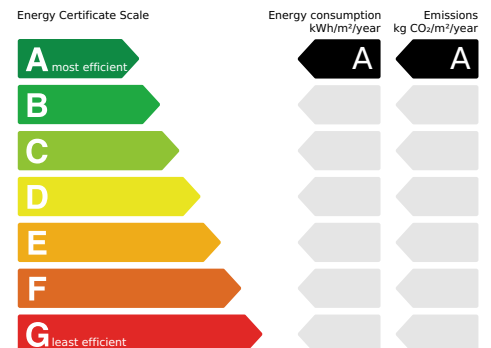 Energy Certificate Scale
Energy consumption
kWh/m²/year
Emissions
kg CO₂/m²/year
A most efficient
A
A
B
C
D
E
F
G least efficient